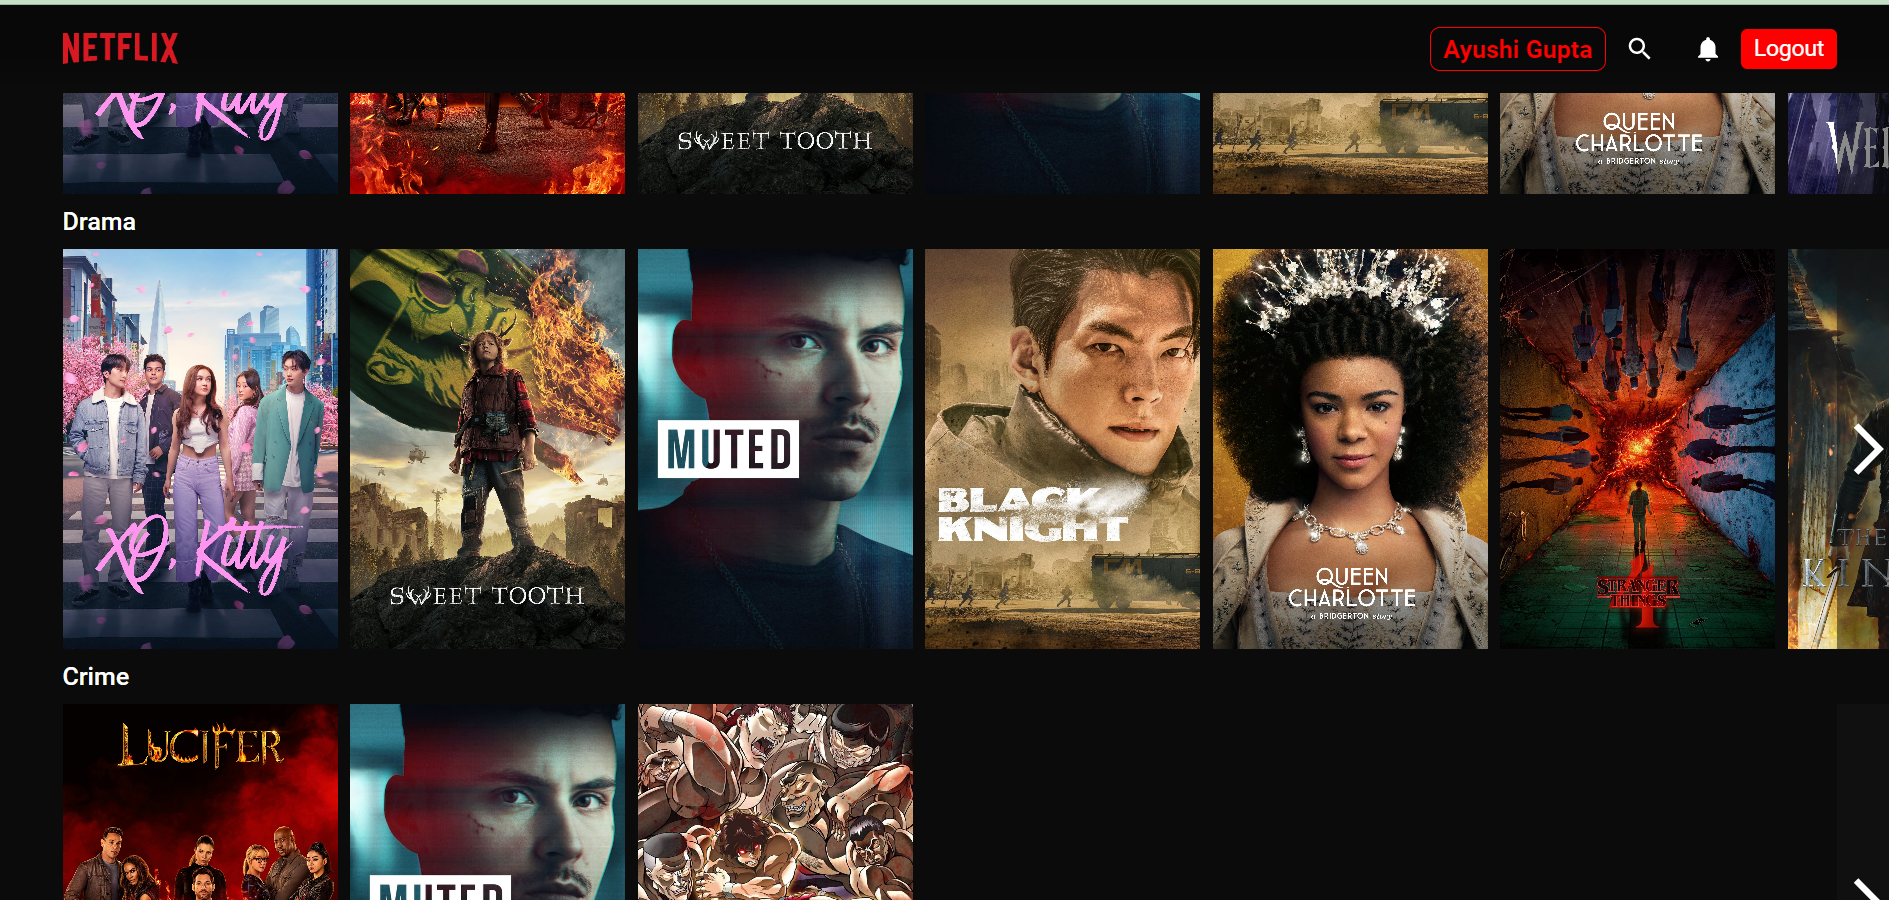 NETFLIX
Ayushi Gupta
Logout
XO, Kitty
SWEET TOOTH
QUEEN
CHARLOTTE
a BRIDGERTON story
Drama
XO, Kitty
SWEET TOOTH
MUTED
BLACK
KNIGHT
QUEEN
CHARLOTTE
a BRIDGERTON story
STRANGER
THINGS
4
THE
KIN
Crime
LUCIFER
MUTED